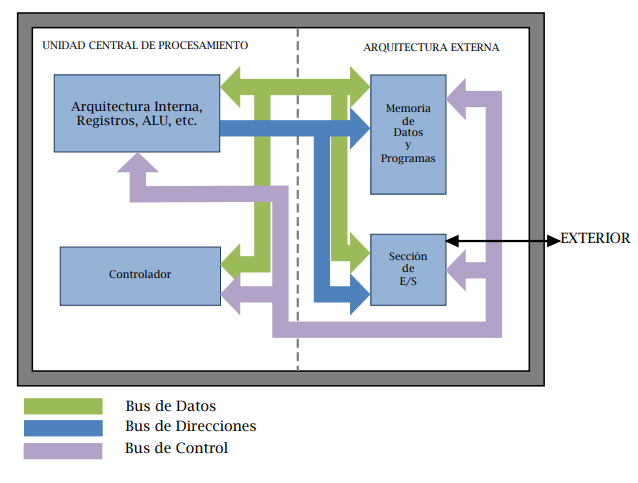 UNIDAD CENTRAL DE PROCESAMIENTO
ARQUITECTURA EXTERNA
Arquitectura Interna,
Registros, ALU, etc.
Memoria
de
Datos
y
Programas
Controlador
Sección
de
E/S
EXTERIOR
Bus de Datos
Bus de Direcciones
Bus de Control